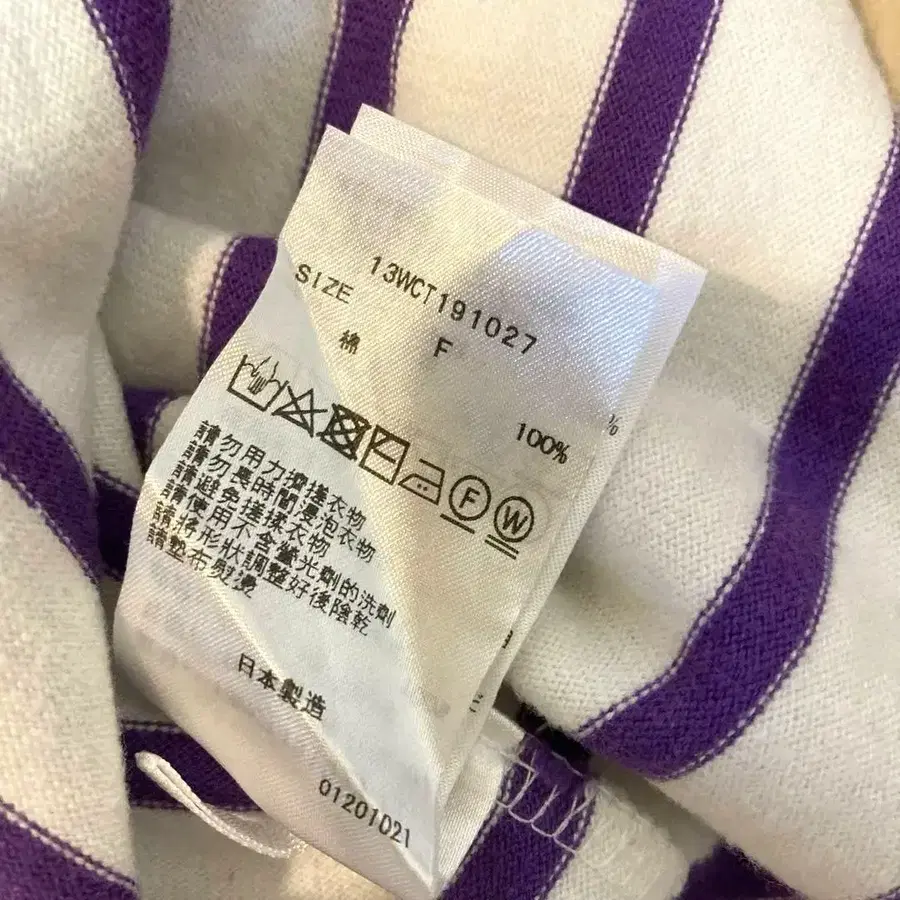 13WCT191027
SIZE F
綿 100%
F W
請勿用力擠搓衣物
請勿長時間浸泡衣物
請避免搓揉衣物
請使用不含螢光劑的洗劑
請將形狀調整好後陰乾
請墊布熨燙
日本製造
01201021